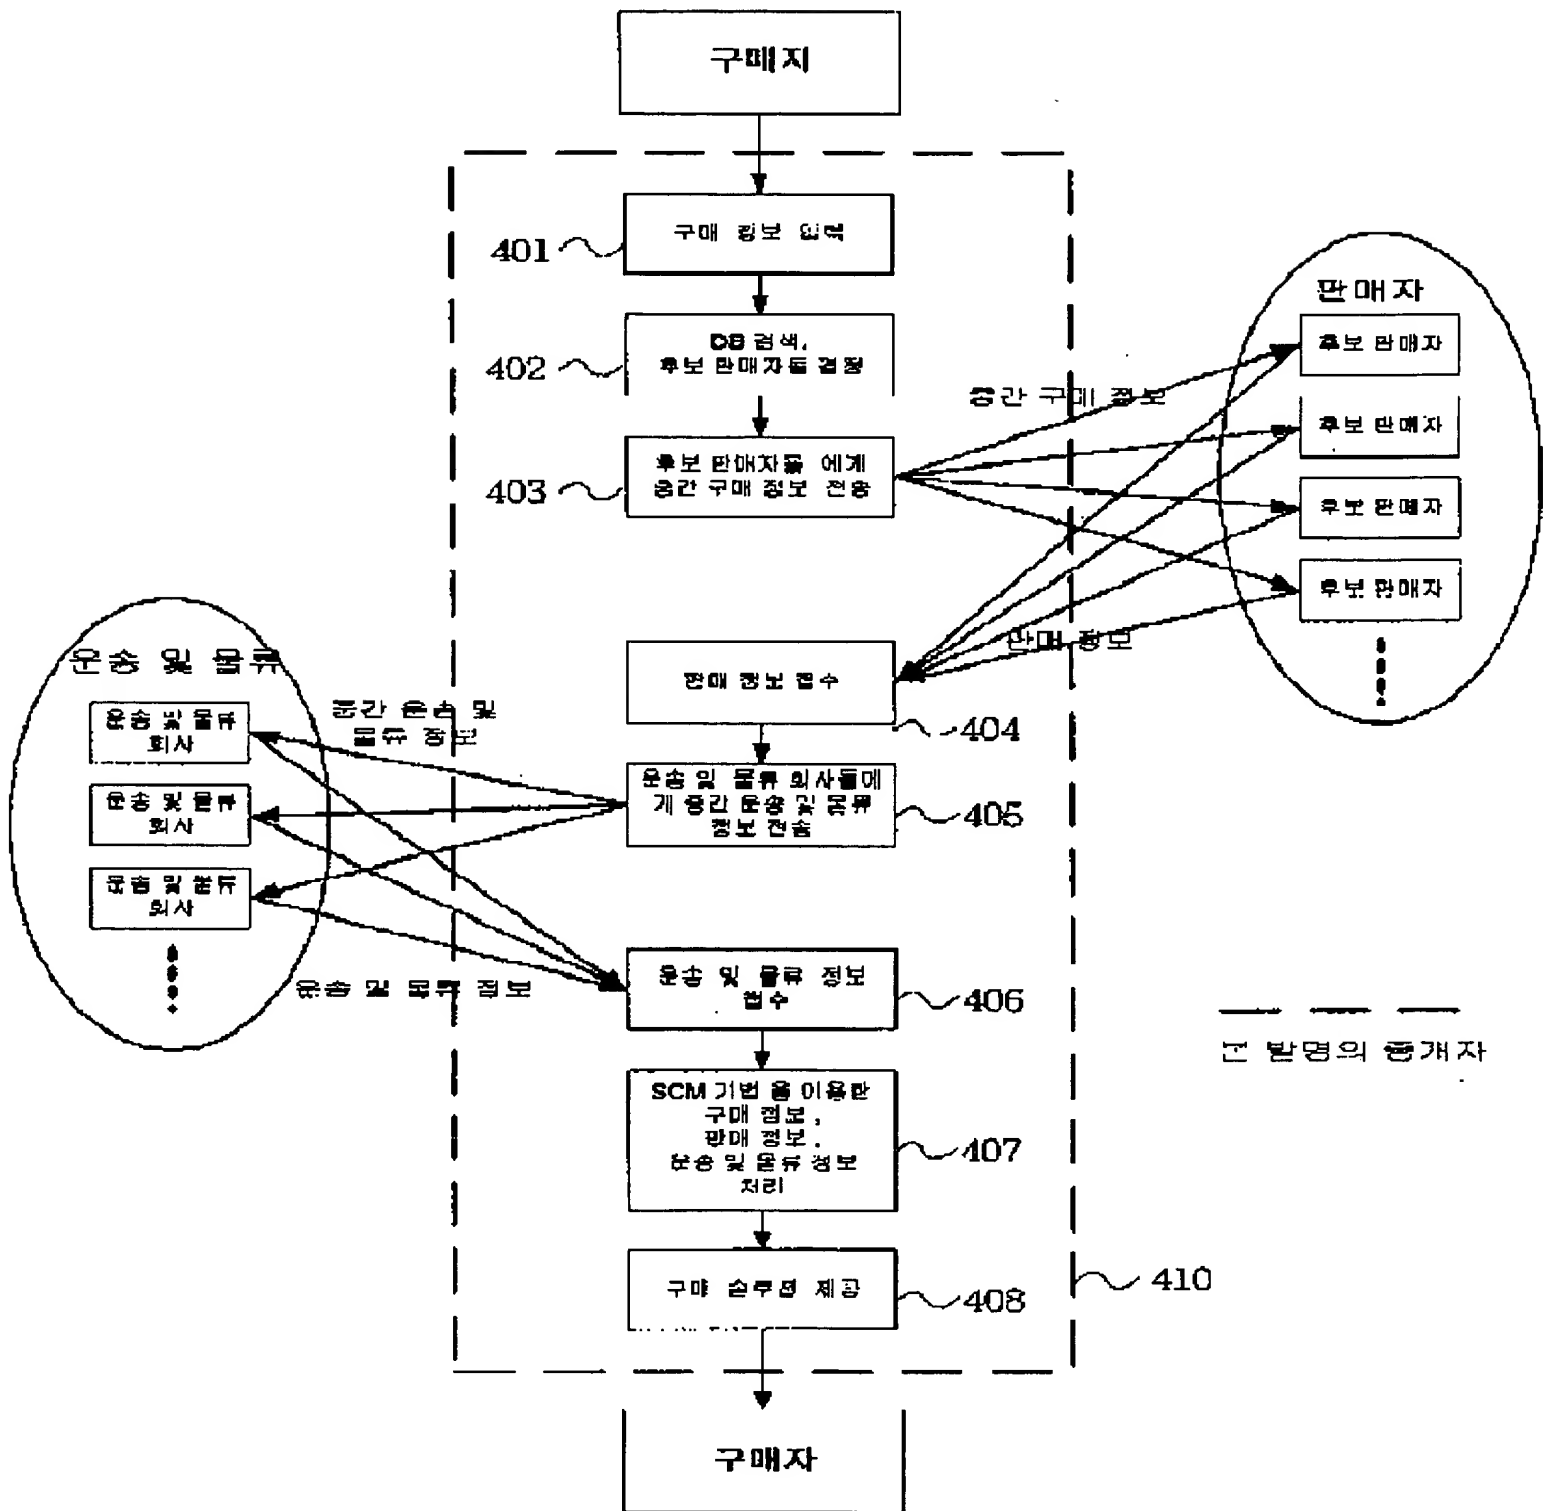 구매자
구매 정보 입력
401
DB 검색,
후보 판매자들 결정
402
후보 판매자들 에게
중간 구매 정보 전송
403
중간 구매 정보
판매자
후보 판매자
후보 판매자
후보 판매자
후보 판매자
판매 정보
판매 정보 접수
404
운송 및 물류 회사들에
게 중간 운송 및 물류
정보 전송
405
중간 운송 및
물류 정보
운송 및 물류
운송 및 물류
회사
운송 및 물류
회사
운송 및 물류
회사
운송 및 물류 정보
운송 및 물류 정보
접수
406
SCM 기법 을 이용한
구매 정보,
판매 정보,
운송 및 물류 정보
처리
407
구매 솔루션 제공
408
410
본 발명의 중개자
구매자